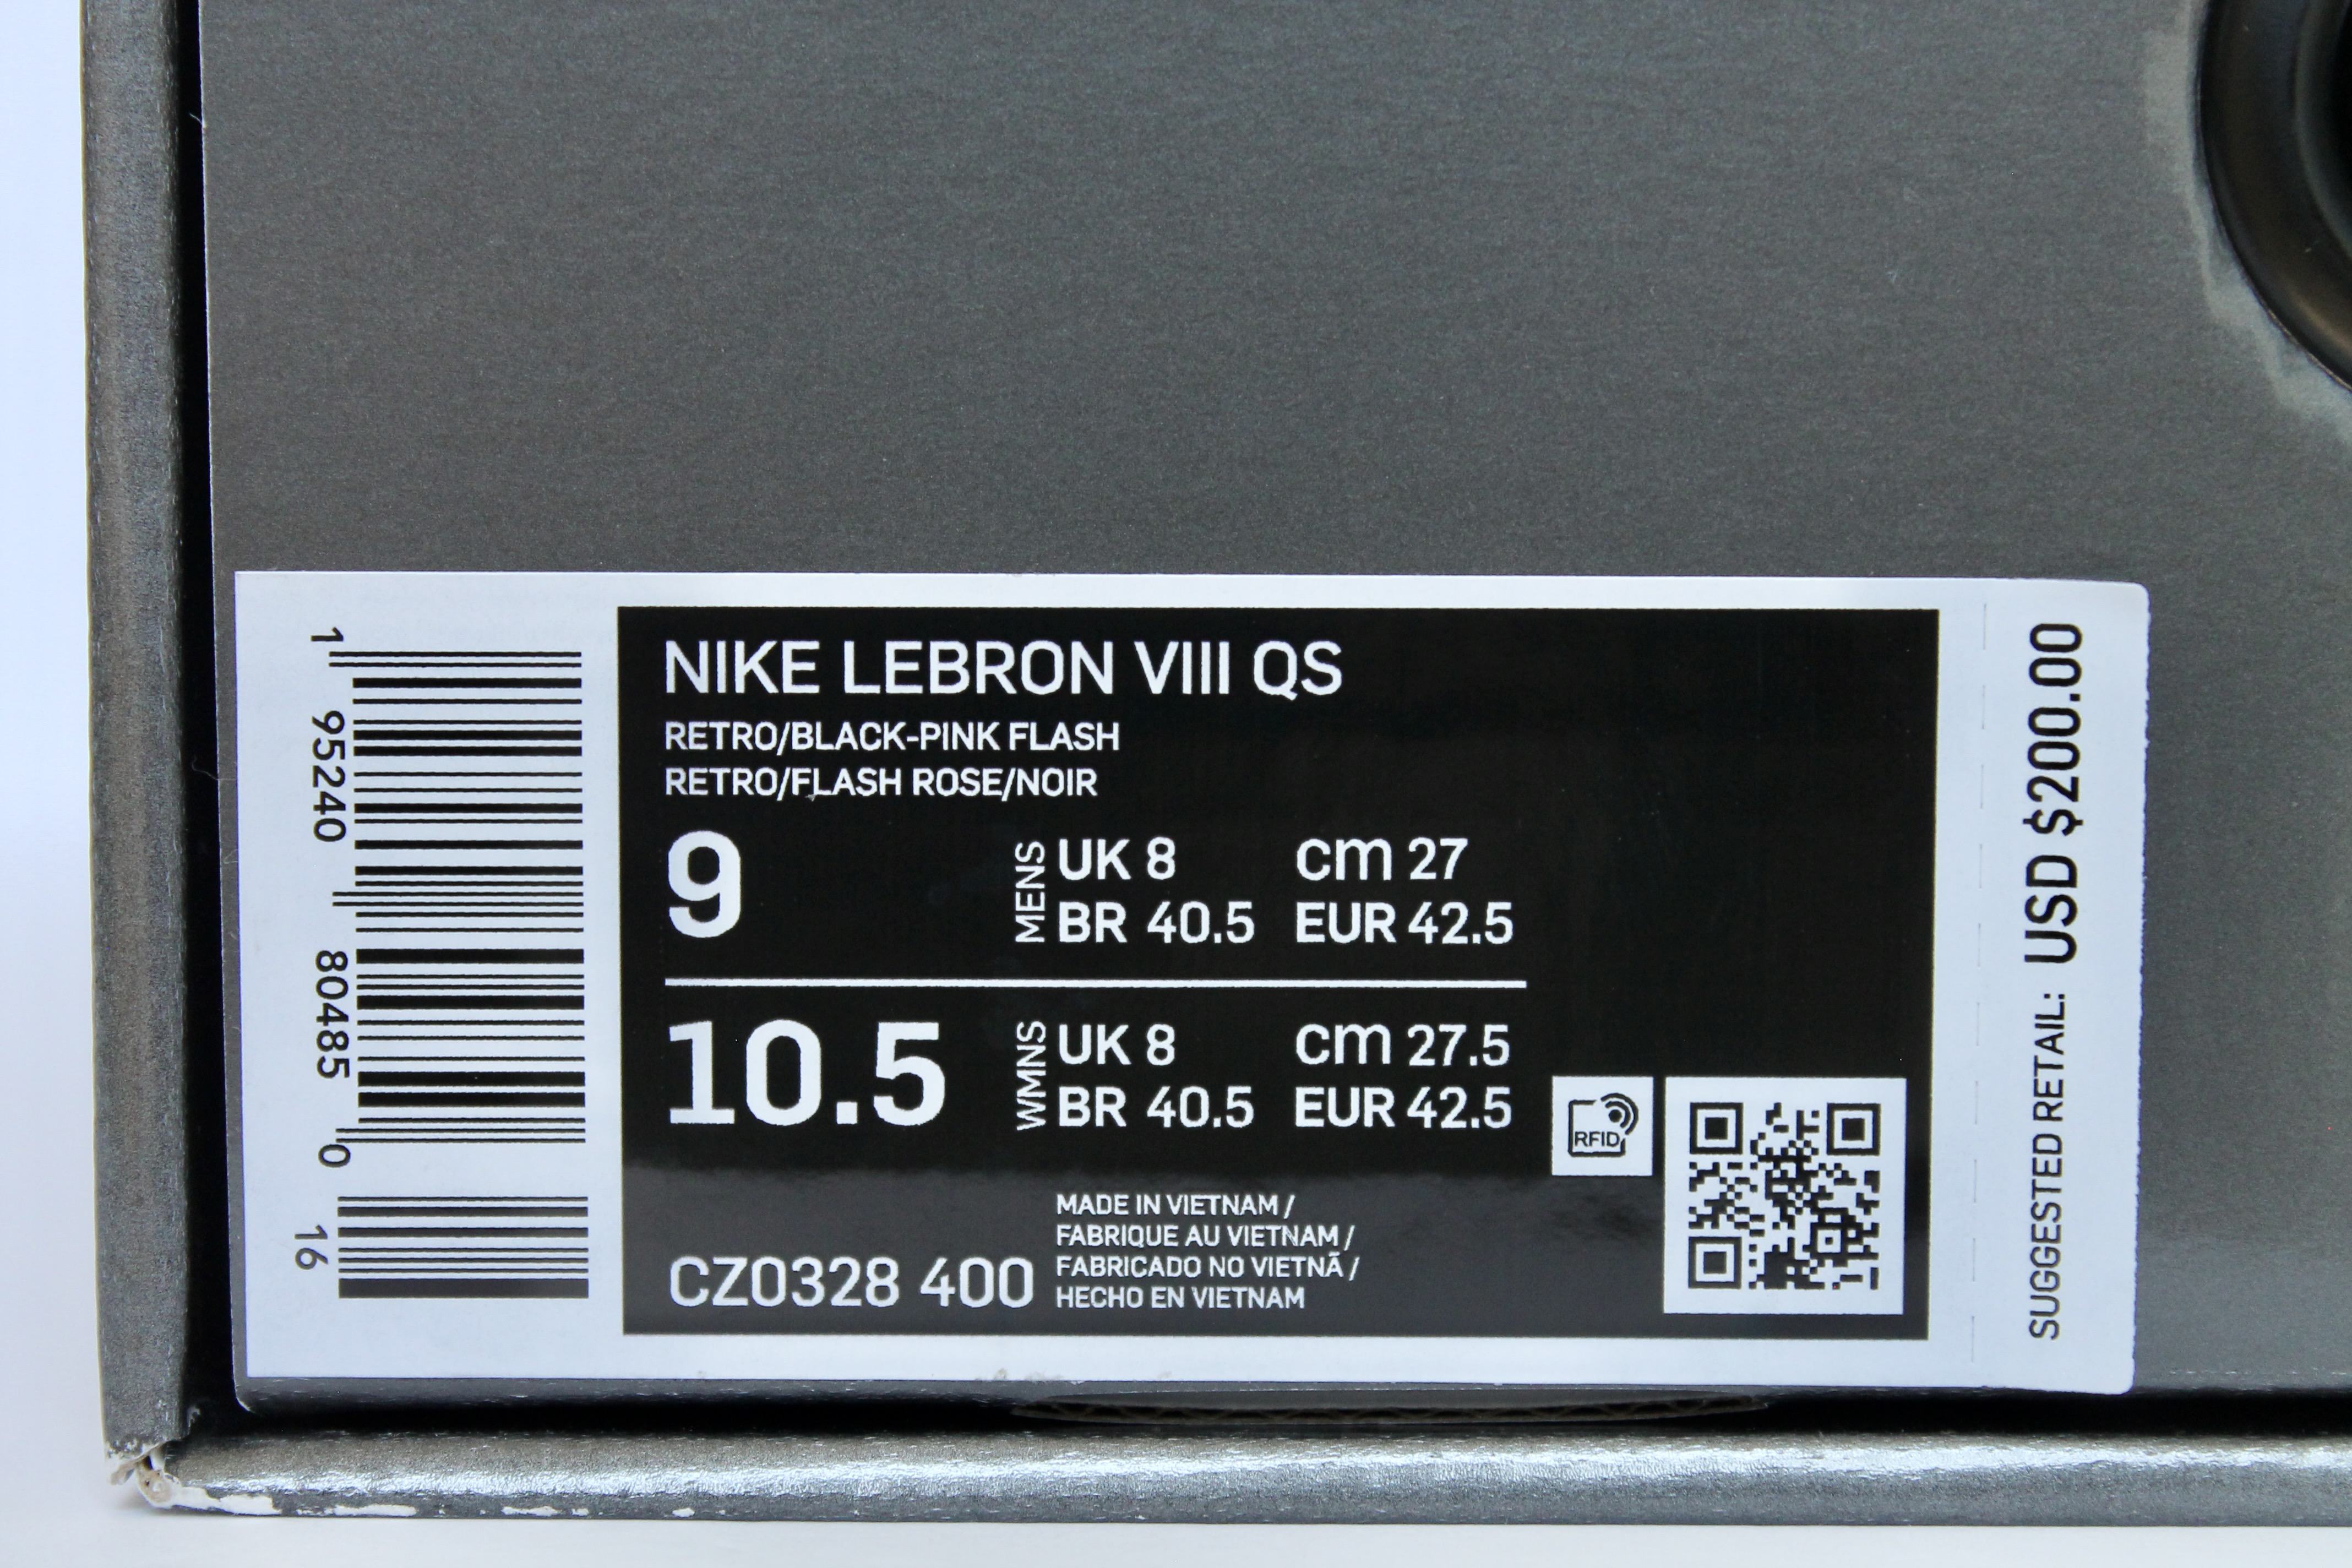 NIKE LEBRON VIII QS
RETRO/BLACK-PINK FLASH
RETRO/FLASH ROSE/NOIR
9
MENS
UK 8 cm 27
BR 40.5 EUR 42.5
10.5
WMNS
UK 8 cm 27.5
BR 40.5 EUR 42.5
RFID
CZ0328 400
MADE IN VIETNAM /
FABRIQUE AU VIETNAM /
FABRICADO NO VIETNÃ /
HECHO EN VIETNAM
1 95240 80485 0 16
SUGGESTED RETAIL: USD $200.00